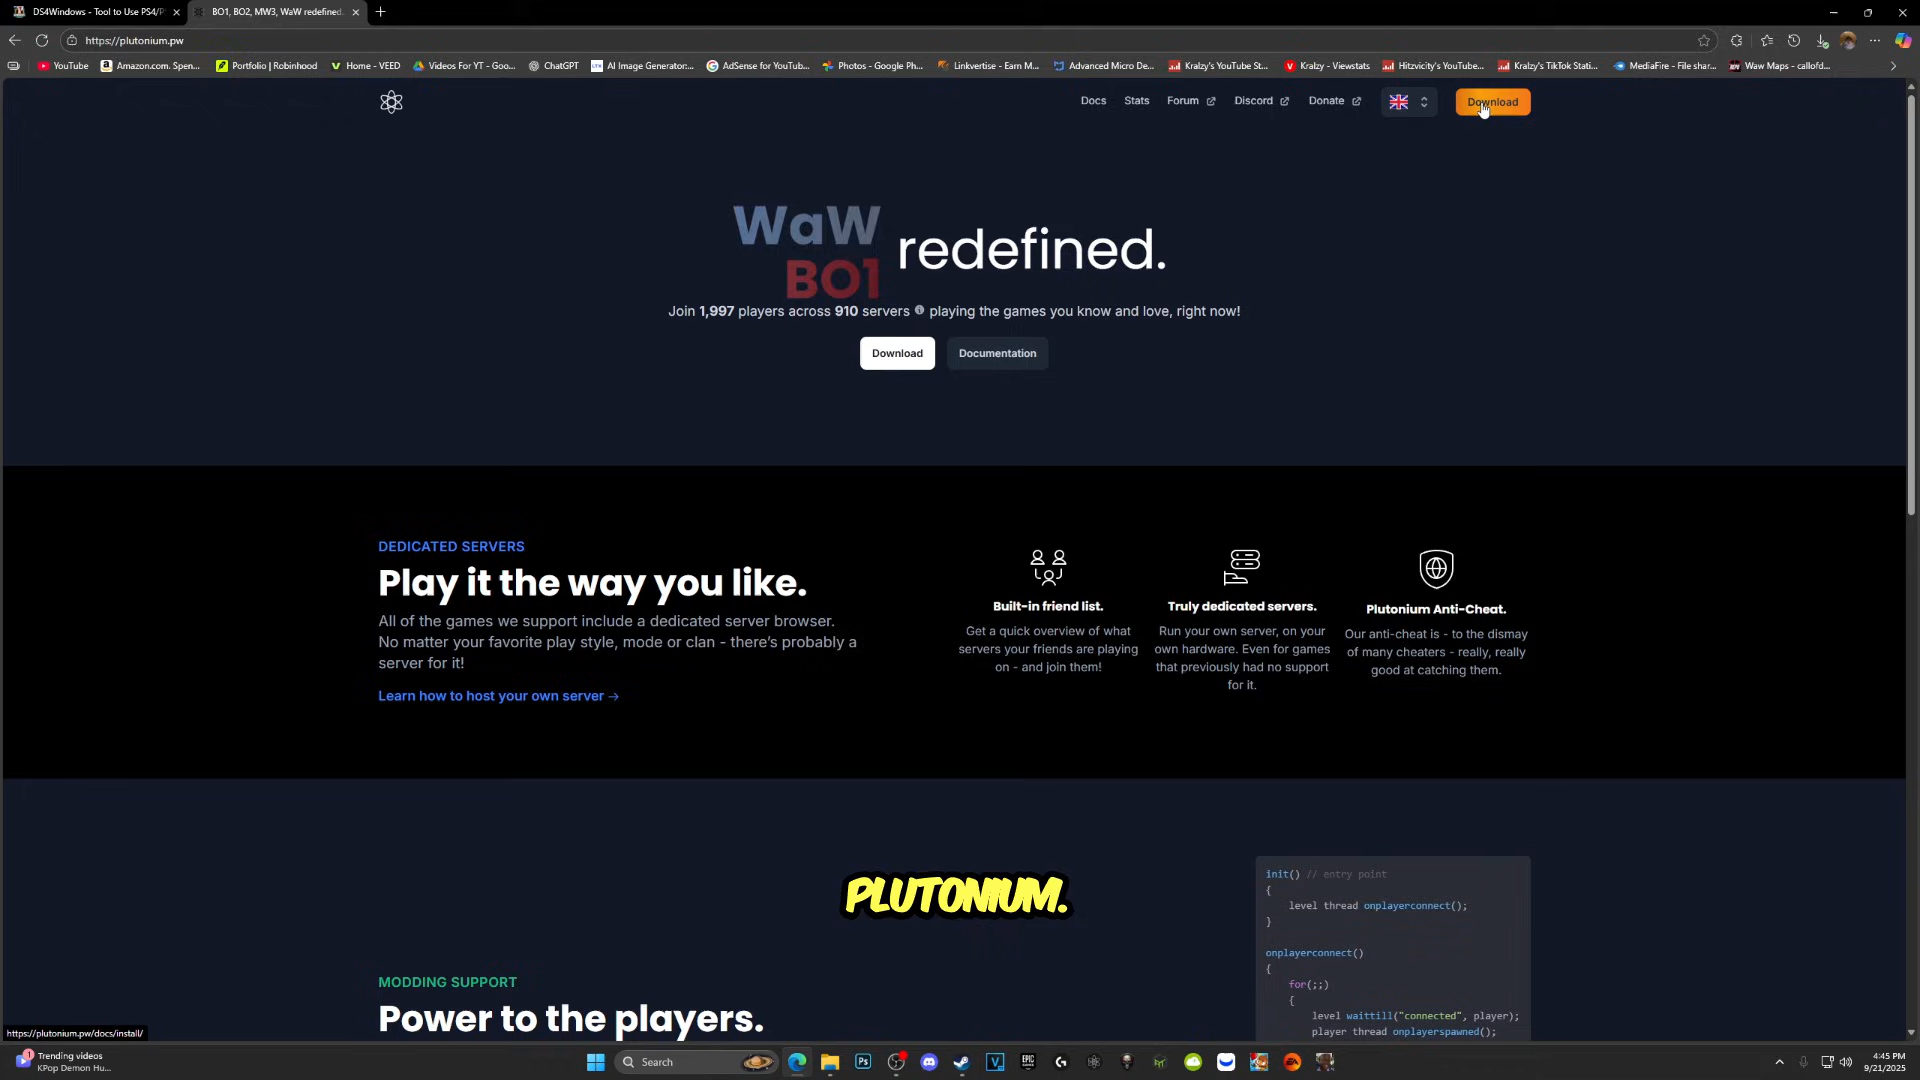 DS4Windows - Tool to Use PS4/P
BO1, BO2, MW3, WaW redefined.
https://plutonium.pw
YouTube
Amazon.com. Spen...
Portfolio | Robinhood
Home - VEED
Videos For YT - Goo...
ChatGPT
AI Image Generator:...
AdSense for YouTub...
Photos - Google Ph...
Linkvertise - Earn M...
Advanced Micro De...
Kralzy's YouTube St...
Kralzy - Viewstats
Hitzvicity's YouTube...
Kralzy's TikTok Stati...
MediaFire - File shar...
Waw Maps - callofd...
Docs
Stats
Forum
Discord
Donate
Download
WaW
BO1
redefined.
Join 1,997 players across 910 servers playing the games you know and love, right now!
Download
Documentation
DEDICATED SERVERS
Play it the way you like.
All of the games we support include a dedicated server browser.
No matter your favorite play style, mode or clan - there's probably a
server for it!
Learn how to host your own server →
Built-in friend list.
Get a quick overview of what
servers your friends are playing
on - and join them!
Truly dedicated servers.
Run your own server, on your
own hardware. Even for games
that previously had no support
for it.
Plutonium Anti-Cheat.
Our anti-cheat is - to the dismay
of many cheaters - really, really
good at catching them.
PLUTONIUM.
MODDING SUPPORT
Power to the players.
init() // entry point
{
level thread onplayerconnect();
}
onplayerconnect()
{
for(;;)
{
level waittill("connected", player);
player thread onplayerspawned();
https://plutonium.pw/docs/install/
1
Trending videos
KPop Demon Hu...
Search
Ps
V
EPIC GAMES
EA
4:45 PM
9/21/2025